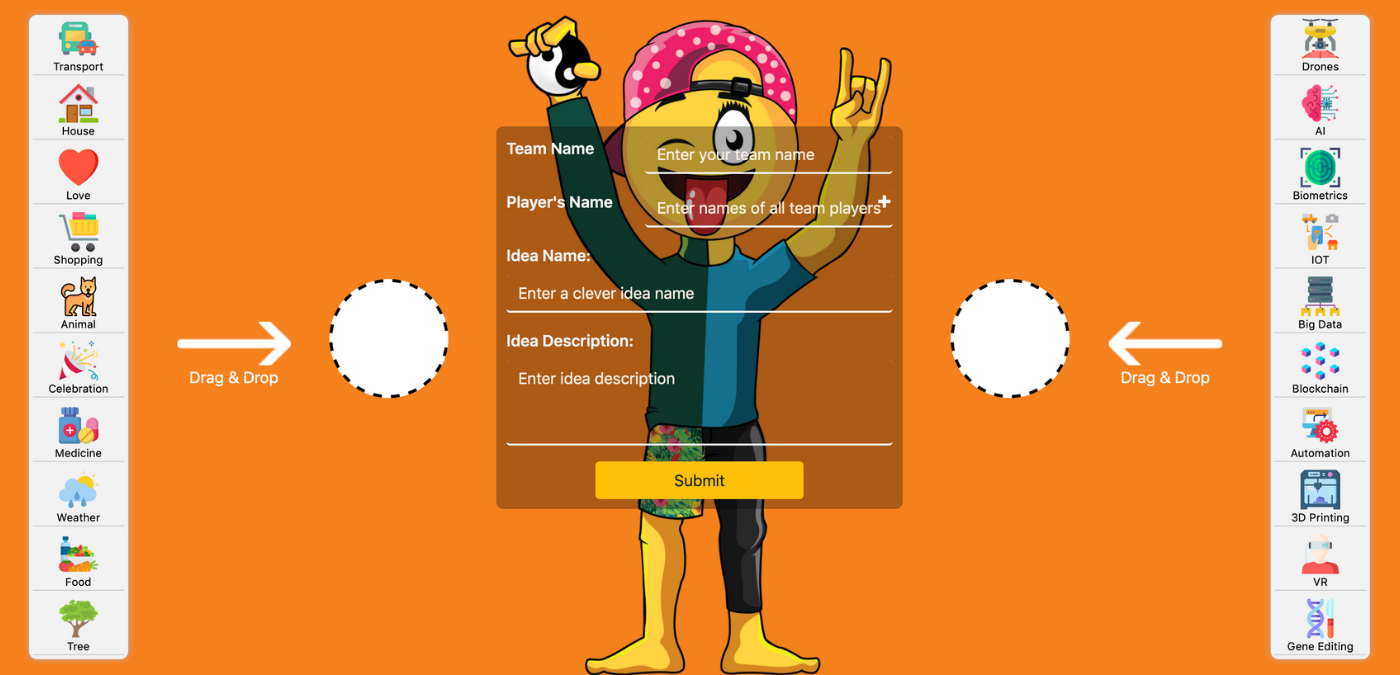 Transport
House
Love
Shopping
Animal
Celebration
Medicine
Weather
Food
Tree
Drag & Drop
Team Name
Enter your team name
Player's Name
Enter names of all team players
Idea Name:
Enter a clever idea name
Idea Description:
Enter idea description
Submit
Drag & Drop
Drones
AI
Biometrics
IOT
Big Data
Blockchain
Automation
3D Printing
VR
Gene Editing